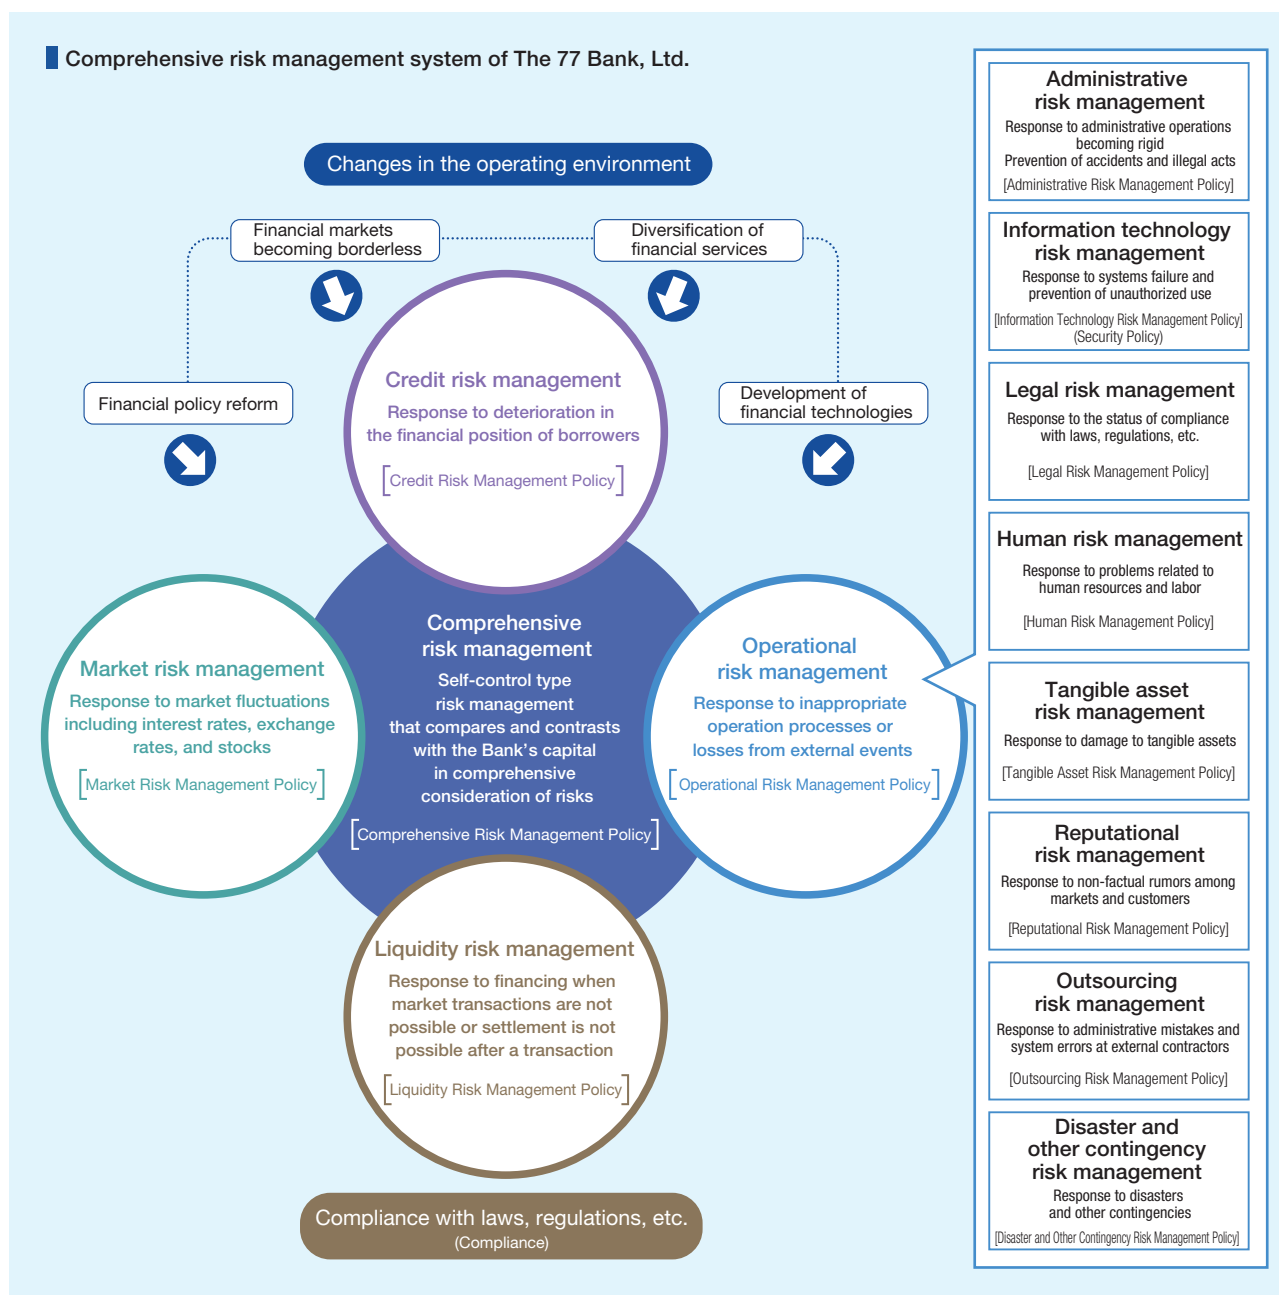 Comprehensive risk management system of The 77 Bank, Ltd.
Changes in the operating environment
Financial markets
becoming borderless
Diversification of
financial services
Financial policy reform
Development of
financial technologies
Credit risk management
Response to deterioration in
the financial position of borrowers
[Credit Risk Management Policy]
Market risk management
Response to market fluctuations
including interest rates, exchange
rates, and stocks
[Market Risk Management Policy]
Comprehensive
risk management
Self-control type
risk management
that compares and contrasts
with the Bank's capital
in comprehensive
consideration of risks
[Comprehensive Risk Management Policy]
Operational
risk management
Response to inappropriate
operation processes or
losses from external events
[Operational Risk Management Policy]
Liquidity risk management
Response to financing when
market transactions are not
possible or settlement is not
possible after a transaction
[Liquidity Risk Management Policy]
Compliance with laws, regulations, etc.
(Compliance)
Administrative
risk management
Response to administrative operations
becoming rigid
Prevention of accidents and illegal acts
[Administrative Risk Management Policy]
Information technology
risk management
Response to systems failure and
prevention of unauthorized use
[Information Technology Risk Management Policy]
(Security Policy)
Legal risk management
Response to the status of compliance
with laws, regulations, etc.
[Legal Risk Management Policy]
Human risk management
Response to problems related to
human resources and labor
[Human Risk Management Policy]
Tangible asset
risk management
Response to damage to tangible assets
[Tangible Asset Risk Management Policy]
Reputational
risk management
Response to non-factual rumors among
markets and customers
[Reputational Risk Management Policy]
Outsourcing
risk management
Response to administrative mistakes and
system errors at external contractors
[Outsourcing Risk Management Policy]
Disaster and
other contingency
risk management
Response to disasters
and other contingencies
[Disaster and Other Contingency Risk Management Policy]